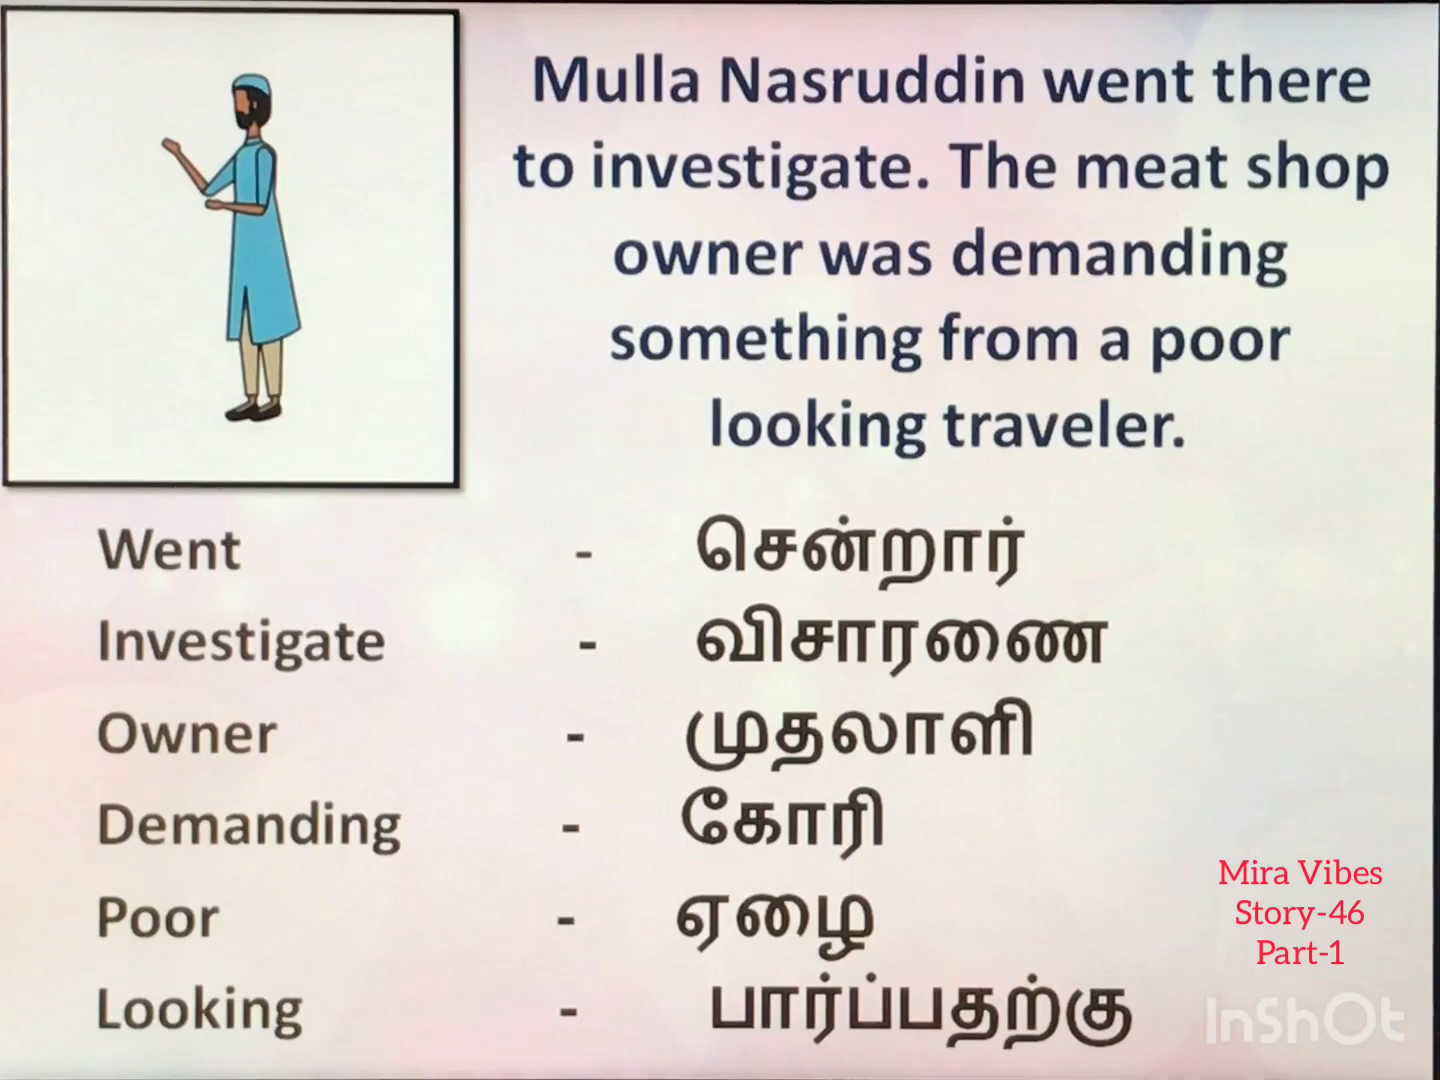 Mulla Nasruddin went there
to investigate. The meat shop
owner was demanding
something from a poor
looking traveler.
Went - சென்றார்
Investigate - விசாரணை
Owner - முதலாளி
Demanding - கோரி
Poor - ஏழை
Looking - பார்ப்பதற்கு
Mira Vibes
Story-46
Part-1
InShOt